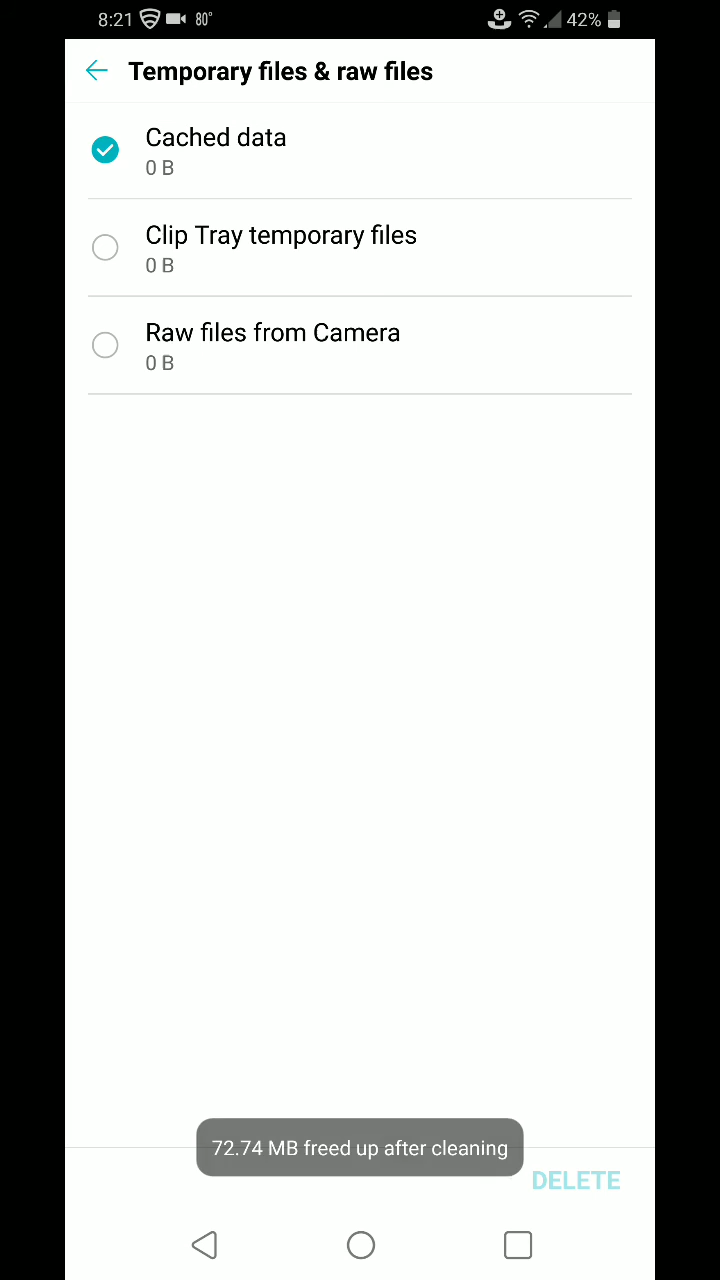 8:21 80° 42%
Temporary files & raw files
Cached data
0 B
Clip Tray temporary files
0 B
Raw files from Camera
0 B
72.74 MB freed up after cleaning
DELETE